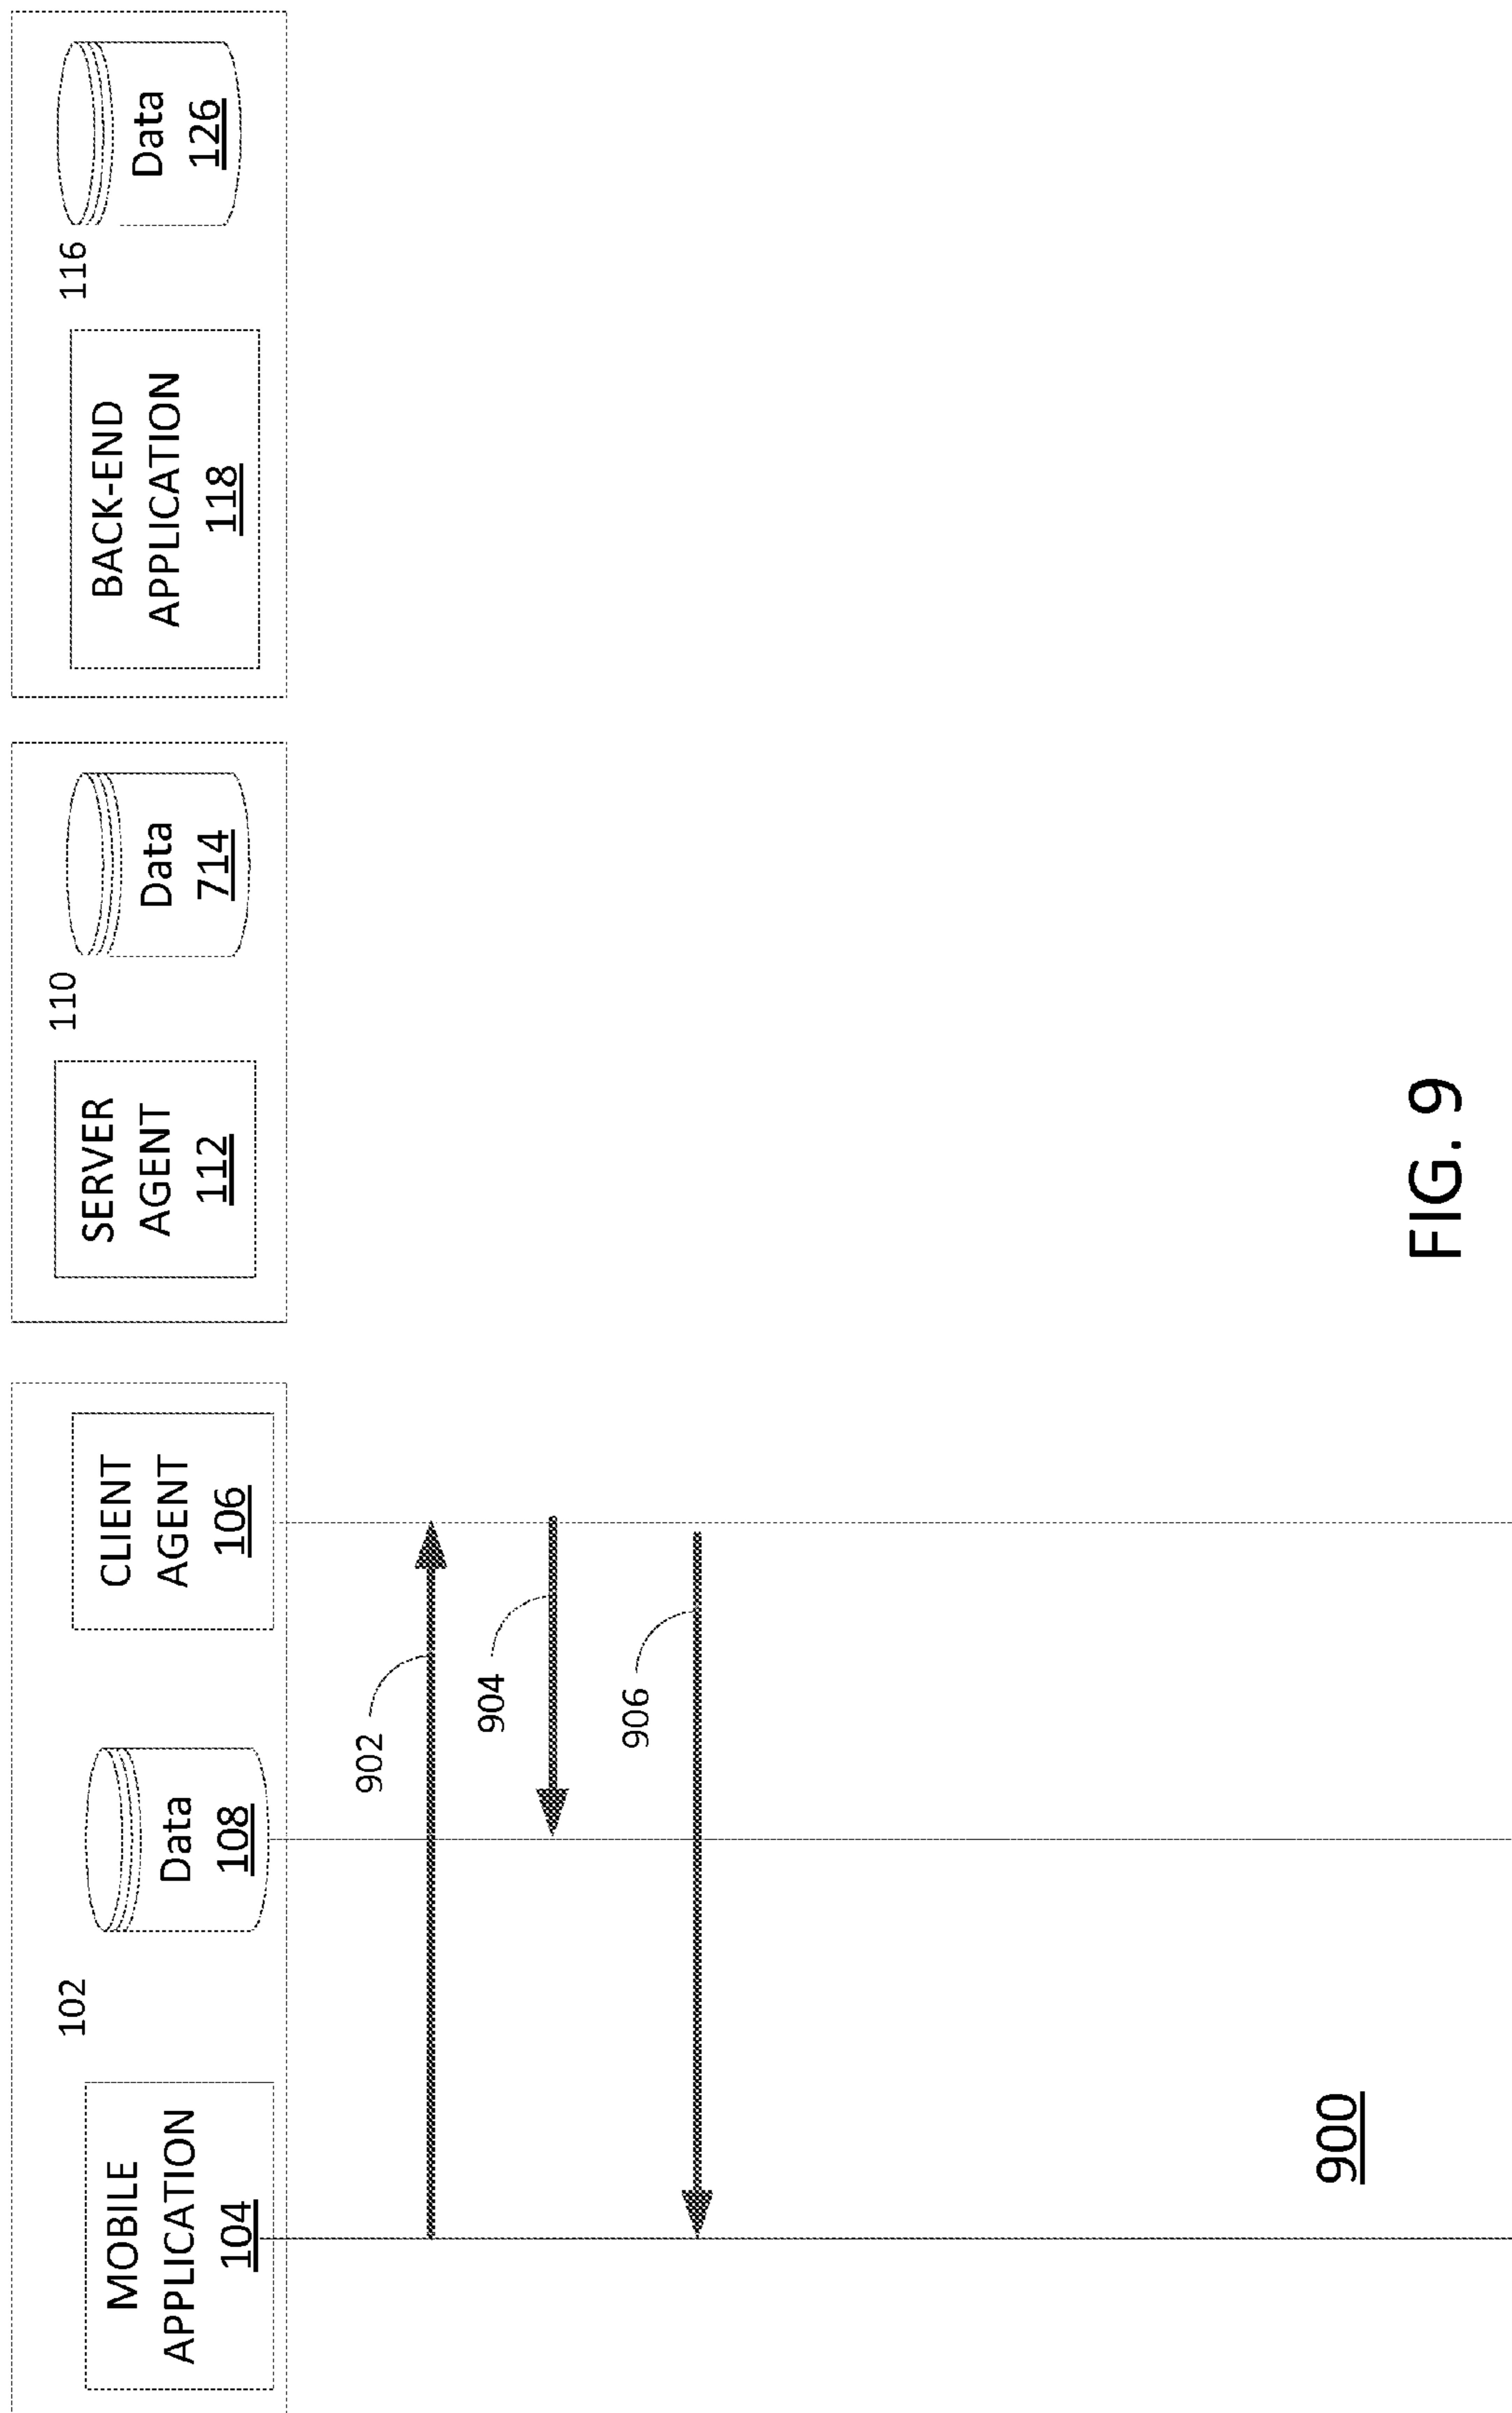 MOBILE
APPLICATION
104
102
Data
108
CLIENT
AGENT
106
SERVER
AGENT
112
110
Data
714
BACK-END
APPLICATION
118
116
Data
126
902
904
906
900
FIG. 9